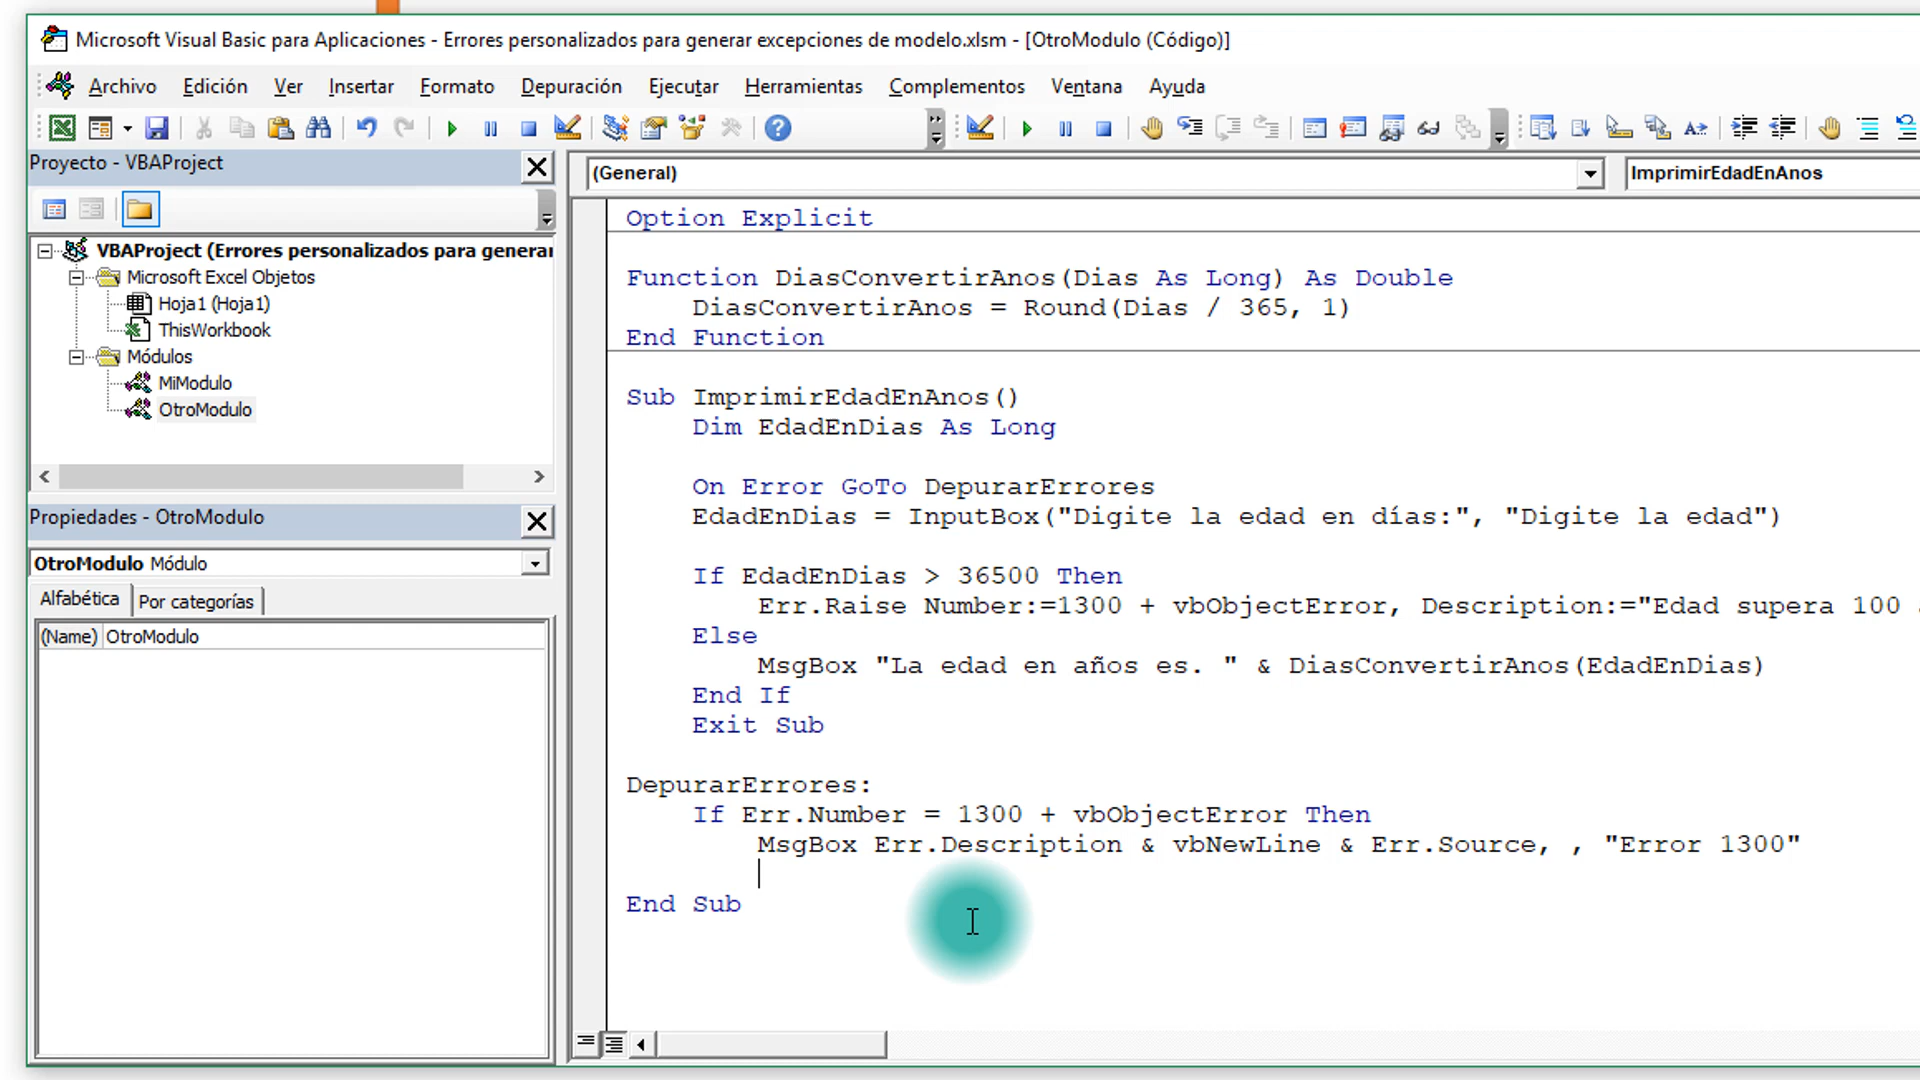 Microsoft Visual Basic para Aplicaciones - Errores personalizados para generar excepciones de modelo.xlsm - [OtroModulo (Código)]
Archivo Edición Ver Insertar Formato Depuración Ejecutar Herramientas Complementos Ventana Ayuda
Proyecto - VBAProject
VBAProject (Errores personalizados para generar
Microsoft Excel Objetos
Hoja1 (Hoja1)
ThisWorkbook
Módulos
MiModulo
OtroModulo
Propiedades - OtroModulo
OtroModulo Módulo
Alfabética Por categorías
(Name) OtroModulo
(General) ImprimirEdadEnAnos
Option Explicit
Function DiasConvertirAnos(Dias As Long) As Double
DiasConvertirAnos = Round(Dias / 365, 1)
End Function
Sub ImprimirEdadEnAnos()
Dim EdadEnDias As Long
On Error GoTo DepurarErrores
EdadEnDias = InputBox("Digite la edad en días:", "Digite la edad")
If EdadEnDias > 36500 Then
Err.Raise Number:=1300 + vbObjectError, Description:="Edad supera 100
Else
MsgBox "La edad en años es. " & DiasConvertirAnos(EdadEnDias)
End If
Exit Sub
DepurarErrores:
If Err.Number = 1300 + vbObjectError Then
MsgBox Err.Description & vbNewLine & Err.Source, , "Error 1300"
End Sub